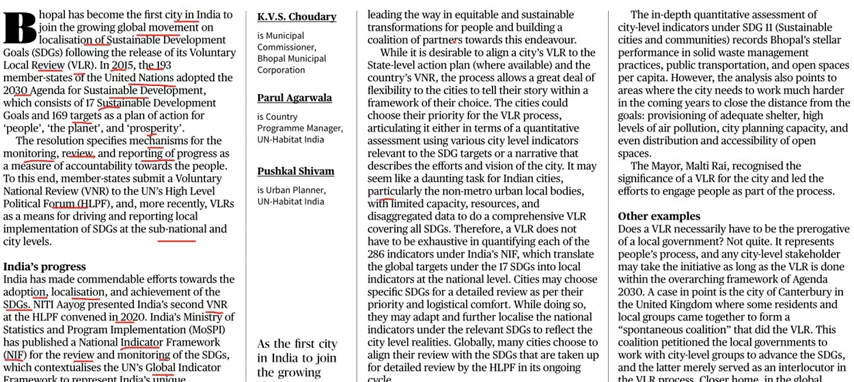 Bhopal has become the first city in India to
join the growing global movement on
localisation of Sustainable Development
Goals (SDGs) following the release of its Voluntary
Local Review (VLR). In 2015, the 193
member-states of the United Nations adopted the
2030 Agenda for Sustainable Development,
which consists of 17 Sustainable Development
Goals and 169 targets as a plan of action for
‘people’, ‘the planet’, and ‘prosperity’.
The resolution specifies mechanisms for the
monitoring, review, and reporting of progress as
a measure of accountability towards the people.
To this end, member-states submit a Voluntary
National Review (VNR) to the UN’s High Level
Political Forum (HLPF), and, more recently, VLRs
as a means for driving and reporting local
implementation of SDGs at the sub-national and
city levels.
India’s progress
India has made commendable efforts towards the
adoption, localisation, and achievement of the
SDGs. NITI Aayog presented India’s second VNR
at the HLPF convened in 2020. India’s Ministry of
Statistics and Program Implementation (MoSPI)
has published a National Indicator Framework
(NIF) for the review and monitoring of the SDGs,
which contextualises the UN’s Global Indicator
Framework to represent India’s unique
K.V.S. Choudary
is Municipal
Commissioner,
Bhopal Municipal
Corporation
Parul Agarwala
is Country
Programme Manager,
UN-Habitat India
Pushkal Shivam
is Urban Planner,
UN-Habitat India
As the first city
in India to join
the growing
leading the way in equitable and sustainable
transformations for people and building a
coalition of partners towards this endeavour.
While it is desirable to align a city’s VLR to the
State-level action plan (where available) and the
country’s VNR, the process allows a great deal of
flexibility to the cities to tell their story within a
framework of their choice. The cities could
choose their priority for the VLR process,
articulating it either in terms of a quantitative
assessment using various city level indicators
relevant to the SDG targets or a narrative that
describes the efforts and vision of the city. It may
seem like a daunting task for Indian cities,
particularly the non-metro urban local bodies,
with limited capacity, resources, and
disaggregated data to do a comprehensive VLR
covering all SDGs. Therefore, a VLR does not
have to be exhaustive in quantifying each of the
286 indicators under India’s NIF, which translate
the global targets under the 17 SDGs into local
indicators at the national level. Cities may choose
specific SDGs for a detailed review as per their
priority and logistical comfort. While doing so,
they may adapt and further localise the national
indicators under the relevant SDGs to reflect the
city level realities. Globally, many cities choose to
align their review with the SDGs that are taken up
for detailed review by the HLPF in its ongoing
cycle.
The in-depth quantitative assessment of
city-level indicators under SDG 11 (Sustainable
cities and communities) records Bhopal’s stellar
performance in solid waste management
practices, public transportation, and open spaces
per capita. However, the analysis also points to
areas where the city needs to work much harder
in the coming years to close the distance from the
goals: provisioning of adequate shelter, high
levels of air pollution, city planning capacity, and
even distribution and accessibility of open
spaces.
The Mayor, Malti Rai, recognised the
significance of a VLR for the city and led the
efforts to engage people as part of the process.
Other examples
Does a VLR necessarily have to be the prerogative
of a local government? Not quite. It represents
people’s process, and any city-level stakeholder
may take the initiative as long as the VLR is done
within the overarching framework of Agenda
2030. A case in point is the city of Canterbury in
the United Kingdom where some residents and
local groups came together to form a
“spontaneous coalition” that did the VLR. This
coalition petitioned the local governments to
work with city-level groups to advance the SDGs,
and the latter merely served as an interlocutor in
the VLR process. Closer home, in the global